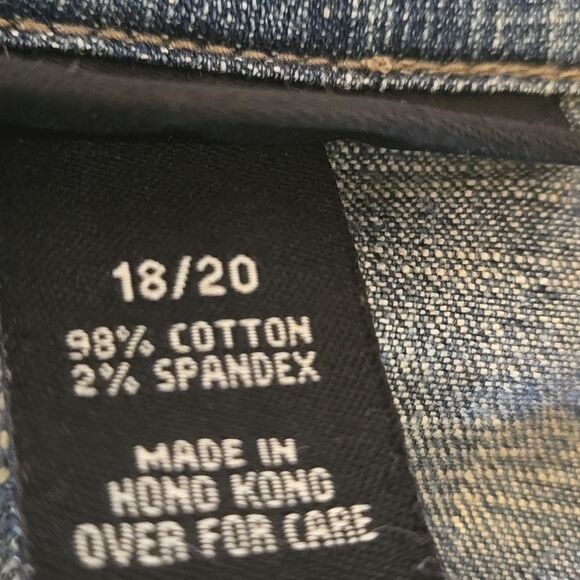 18/20
98% COTTON
2% SPANDEX
MADE IN
HONG KONG
OVER FOR CARE